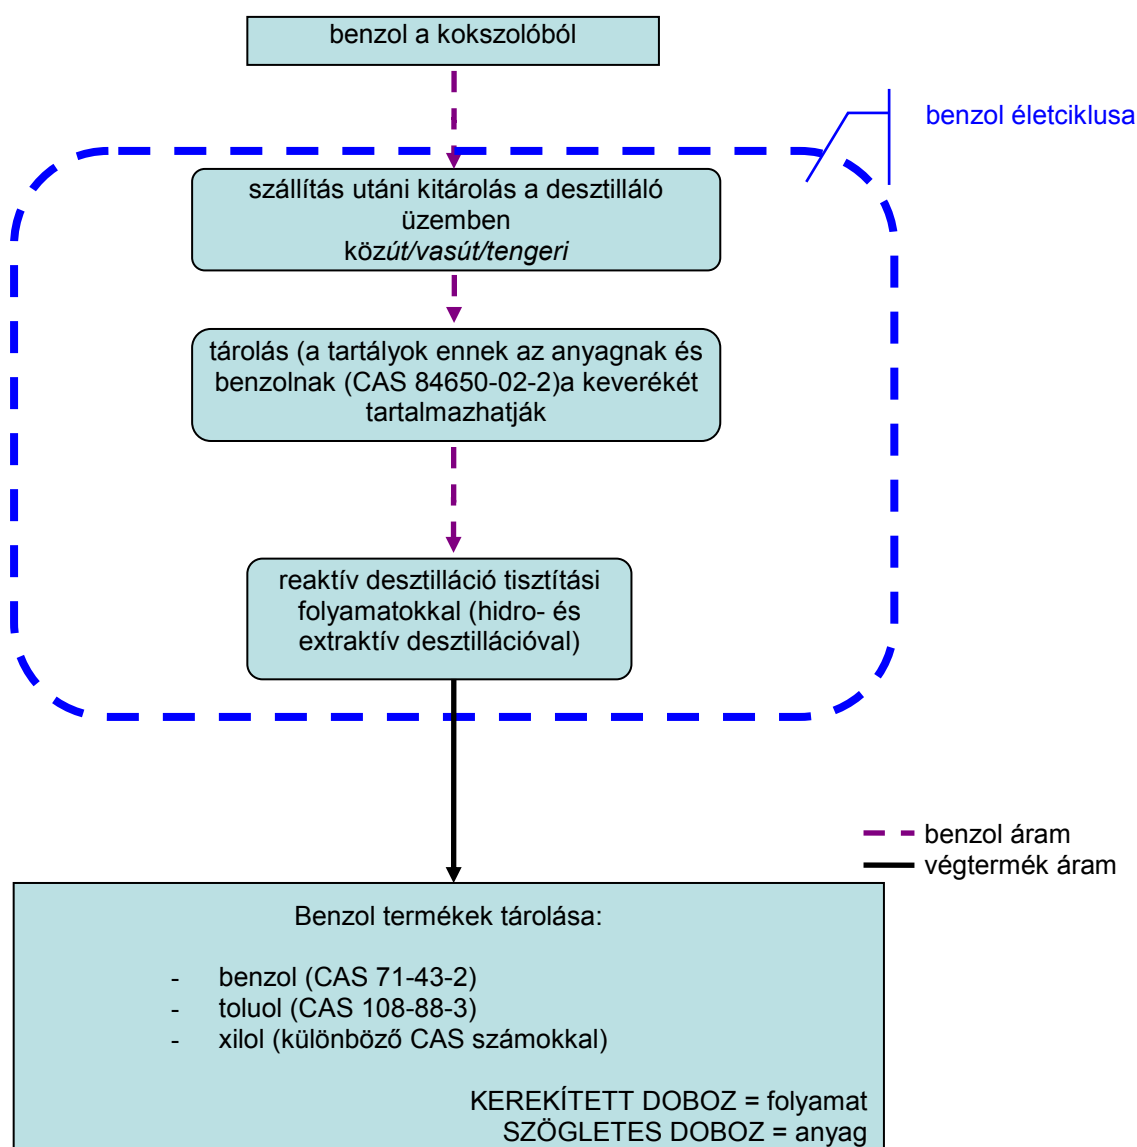 benzol a kokszolóból
benzol életciklusa
szállítás utáni kitárolás a desztilláló
üzemben
közút/vasút/tengeri
tárolás (a tartályok ennek az anyagnak és
benzolnak (CAS 84650-02-2)a keverékét
tartalmazhatják
reaktív desztilláció tisztítási
folyamatokkal (hidro- és
extraktív desztillációval)
benzol áram
végtermék áram
Benzol termékek tárolása:
- benzol (CAS 71-43-2)
- toluol (CAS 108-88-3)
- xilol (különböző CAS számokkal)
KEREKÍTETT DOBOZ = folyamat
SZÖGLETES DOBOZ = anyag